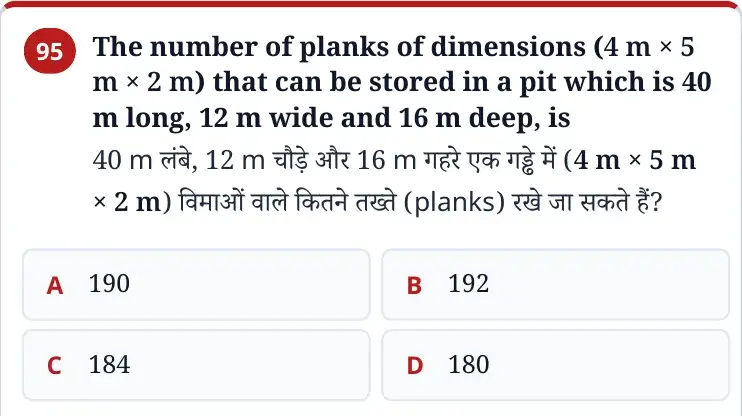 95 The number of planks of dimensions (4 m × 5
m × 2 m) that can be stored in a pit which is 40
m long, 12 m wide and 16 m deep, is
40 m लंबे, 12 m चौड़े और 16 m गहरे एक गड्ढे में (4 m × 5 m
× 2 m) विमाओं वाले कितने तख्ते (planks) रखे जा सकते हैं?
A 190
B 192
C 184
D 180